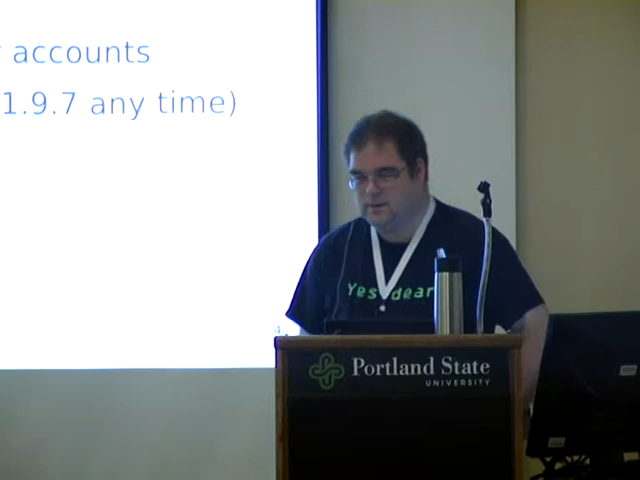 accounts
1.9.7 any time)
Yes dear
Portland State
UNIVERSITY